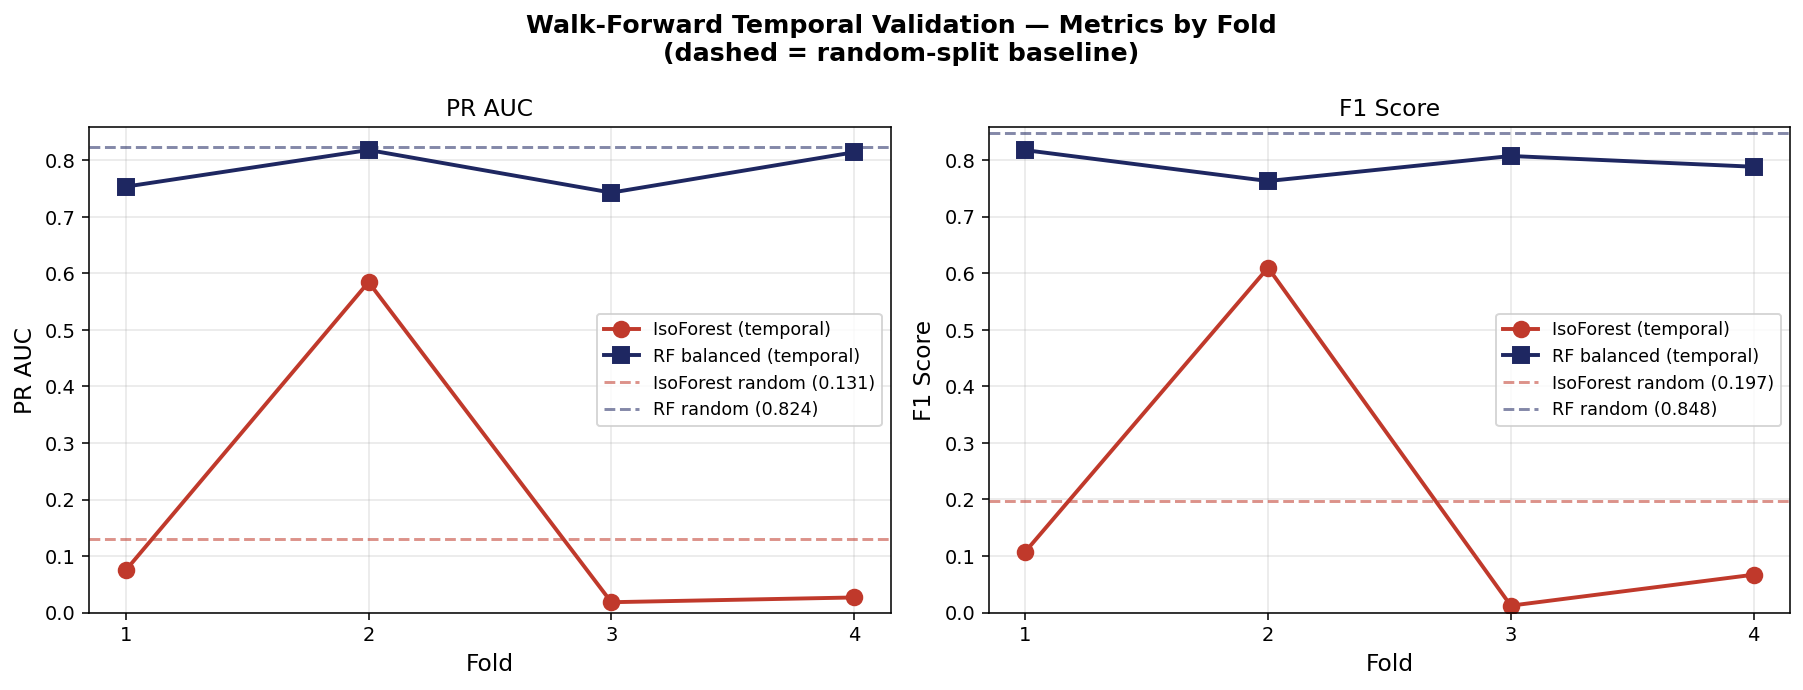 Walk-Forward Temporal Validation — Metrics by Fold
(dashed = random-split baseline)
PR AUC
PR AUC
0.8
0.7
0.6
0.5
0.4
0.3
0.2
0.1
0.0
1
2
3
4
Fold
IsoForest (temporal)
RF balanced (temporal)
IsoForest random (0.131)
RF random (0.824)
F1 Score
F1 Score
0.8
0.7
0.6
0.5
0.4
0.3
0.2
0.1
0.0
1
2
3
4
Fold
IsoForest (temporal)
RF balanced (temporal)
IsoForest random (0.197)
RF random (0.848)